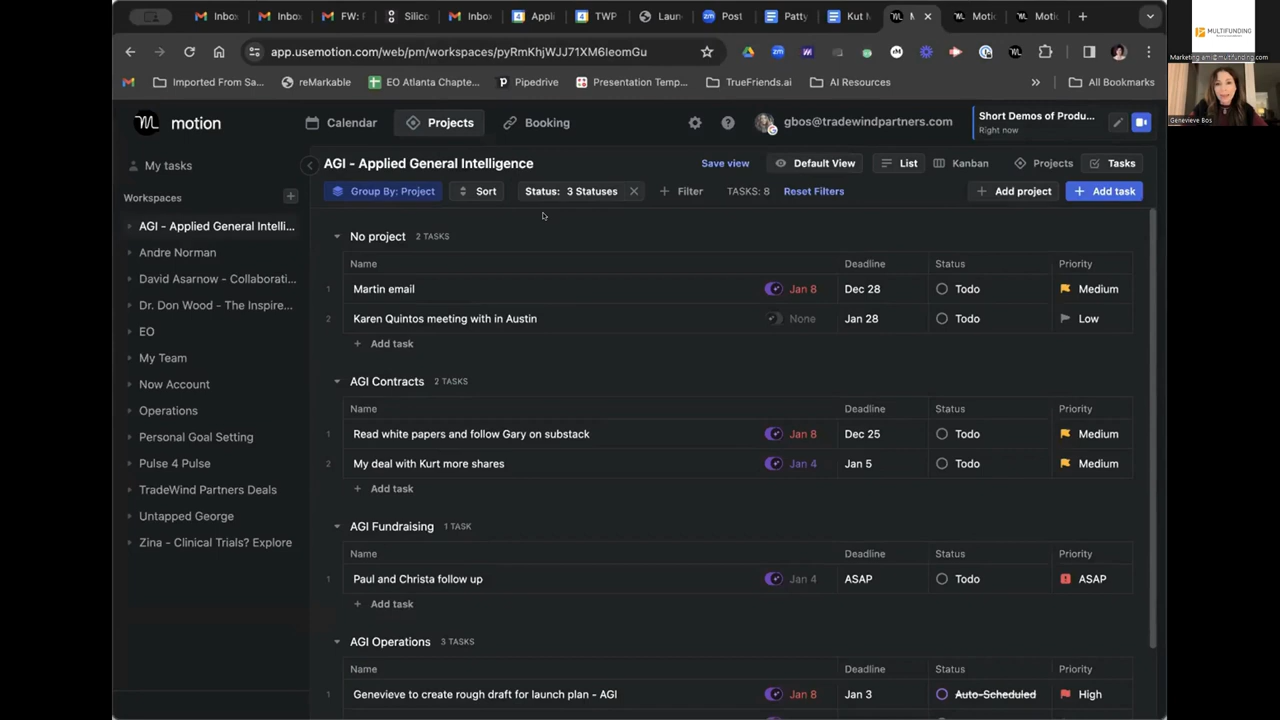 Inbox
Inbox
FW:
Silico
Inbox
Appli
TWP
Laun
Post
Patty
Kut M
M
Moti
Moti
MULTIFUNDING
app.usemotion.com/web/pm/workspaces/pmrmKhTqJJ71XM6IeomGu
Marketing ami@multifunding.com
Imported From Sa...
reMarkable
EO Atlanta Chapte...
Pipedrive
Presentation Temp...
TrueFriends.ai
AI Resources
»
All Bookmarks
Genevieve Bos
motion
Calendar
Projects
Booking
gbos@tradewindpartners.com
Short Demos of Produ...
Right now
My tasks
AGI - Applied General Intelligence
Save view
Default View
List
Kanban
Projects
Tasks
Workspaces
Group By: Project
Sort
Status: 3 Statuses
Filter
TASKS: 8
Reset Filters
Add project
Add task
AGI - Applied General Intelli...
Andre Norman
David Asarnow - Collaborati...
Dr. Don Wood - The Inspire...
EO
My Team
Now Account
Operations
Personal Goal Setting
Pulse 4 Pulse
TradeWind Partners Deals
Untapped George
Zina - Clinical Trials? Explore
No project 2 TASKS
Name Deadline Status Priority
1 Martin email Jan 8 Dec 28 Todo Medium
2 Karen Quintos meeting with in Austin None Jan 28 Todo Low
Add task
AGI Contracts 2 TASKS
Name Deadline Status Priority
1 Read white papers and follow Gary on substack Jan 8 Dec 25 Todo Medium
2 My deal with Kurt more shares Jan 4 Jan 5 Todo Medium
Add task
AGI Fundraising 1 TASK
Name Deadline Status Priority
1 Paul and Christa follow up Jan 4 ASAP Todo ASAP
Add task
AGI Operations 3 TASKS
Name Deadline Status Priority
1 Genevieve to create rough draft for launch plan - AGI Jan 8 Jan 3 Auto-Scheduled High